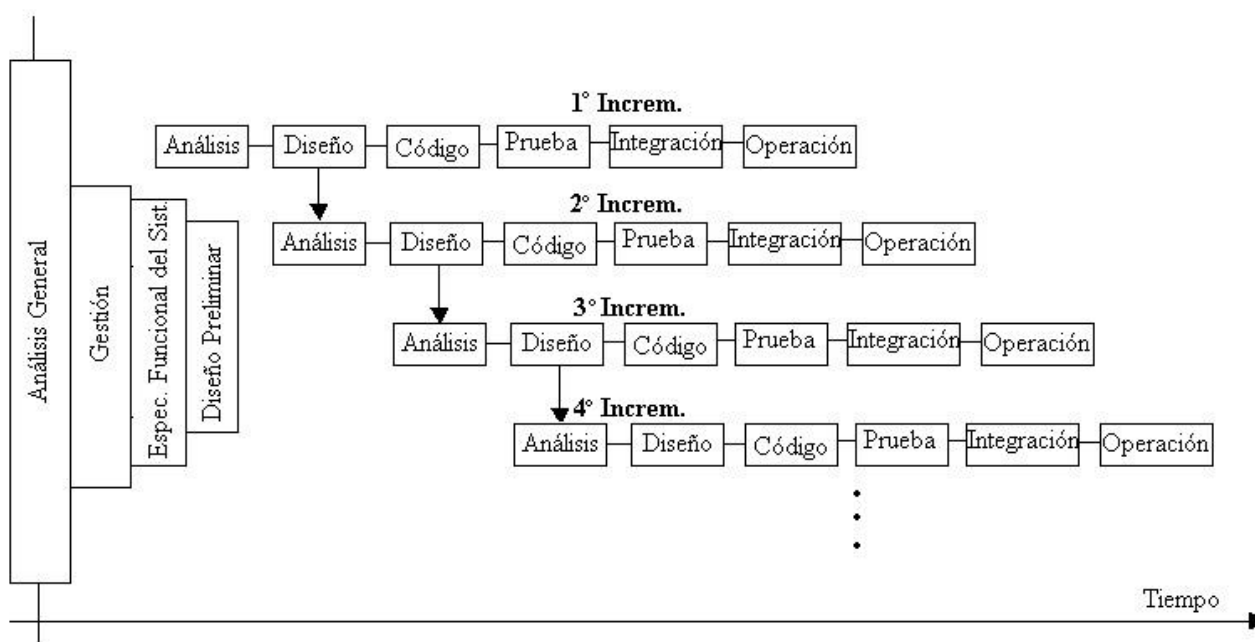 Análisis General
Gestión
Espec. Funcional del Sist.
Diseño Preliminar
1° Increm.
Análisis Diseño Código Prueba Integración Operación
2° Increm.
Análisis Diseño Código Prueba Integración Operación
3° Increm.
Análisis Diseño Código Prueba Integración Operación
4° Increm.
Análisis Diseño Código Prueba Integración Operación
Tiempo